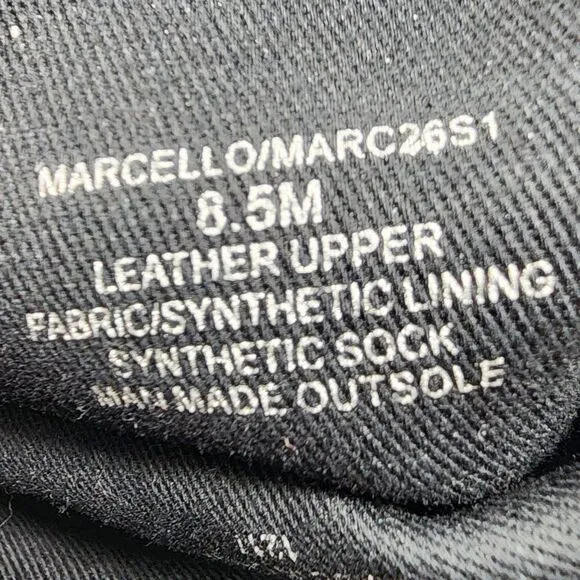 MARCELLO/MARC26S1
8.5M
LEATHER UPPER
FABRIC/SYNTHETIC LINING
SYNTHETIC SOCK
MAN MADE OUTSOLE